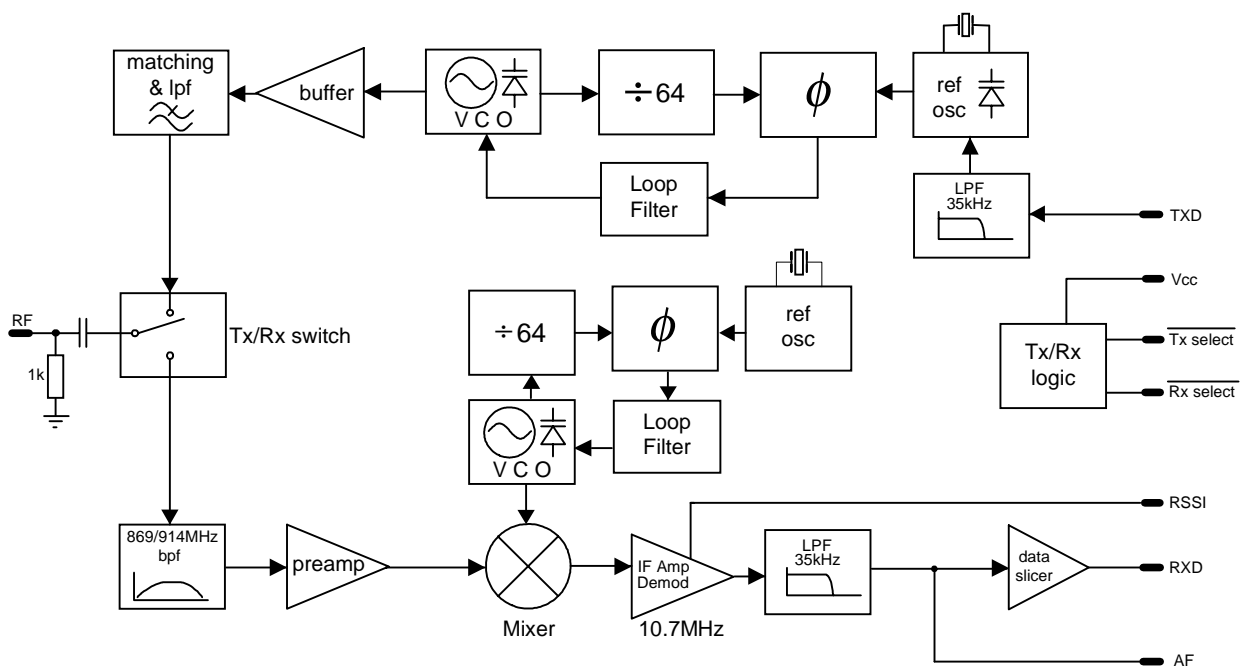 matching
& lpf
buffer
V C O
÷64
ϕ
ref
osc
Loop
Filter
LPF
35kHz
TXD
Vcc
Tx select
Rx select
Tx/Rx
logic
RF
1k
Tx/Rx switch
÷64
ϕ
ref
osc
Loop
Filter
V C O
869/914MHz
bpf
preamp
Mixer
IF Amp
Demod
10.7MHz
LPF
35kHz
data
slicer
RSSI
RXD
AF